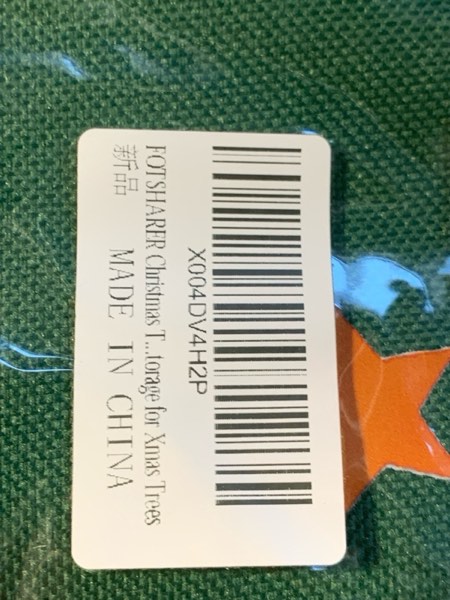 X004DV4H2P
FOTSHARER Christmas T...torage for Xmas Trees
新品 MADE IN CHINA